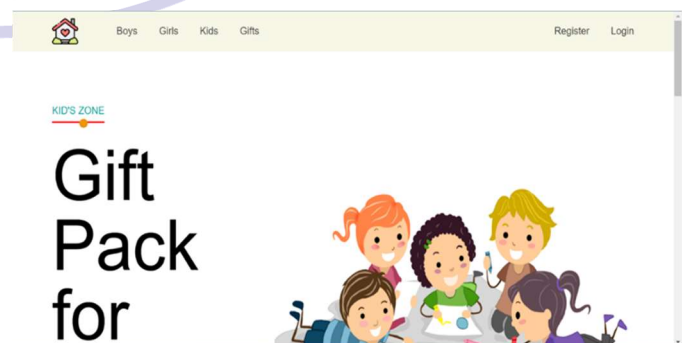 Boys Girls Kids Gifts Register Login
KID'S ZONE
Gift
Pack
for